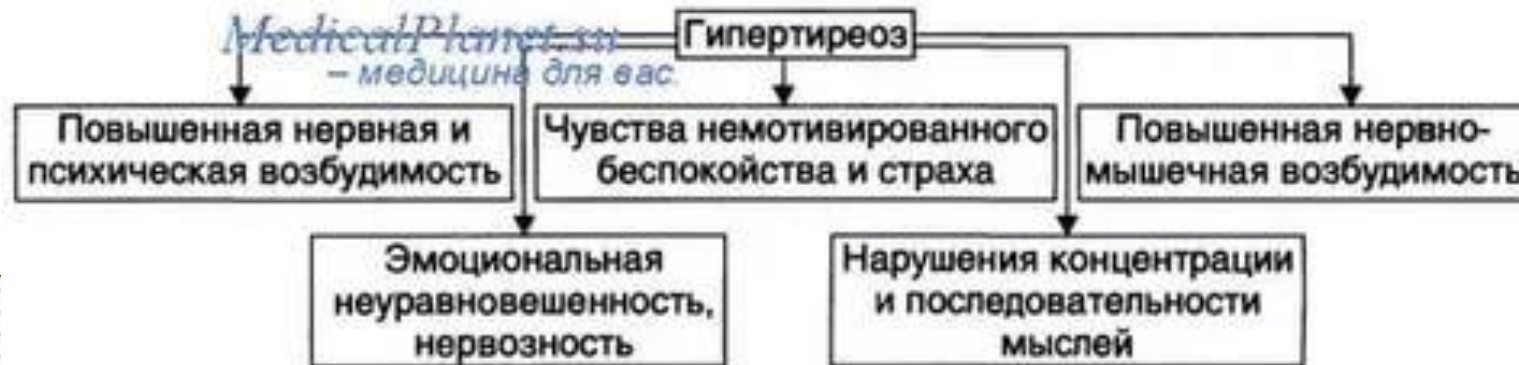 MedicalPlanet.su
– медицина для вас.
Гипертиреоз
Повышенная нервная и
психическая возбудимость
Чувства немотивированного
беспокойства и страха
Повышенная нервно-
мышечная возбудимость
Эмоциональная
неуравновешенность,
нервозность
Нарушения концентрации
и последовательности
мыслей